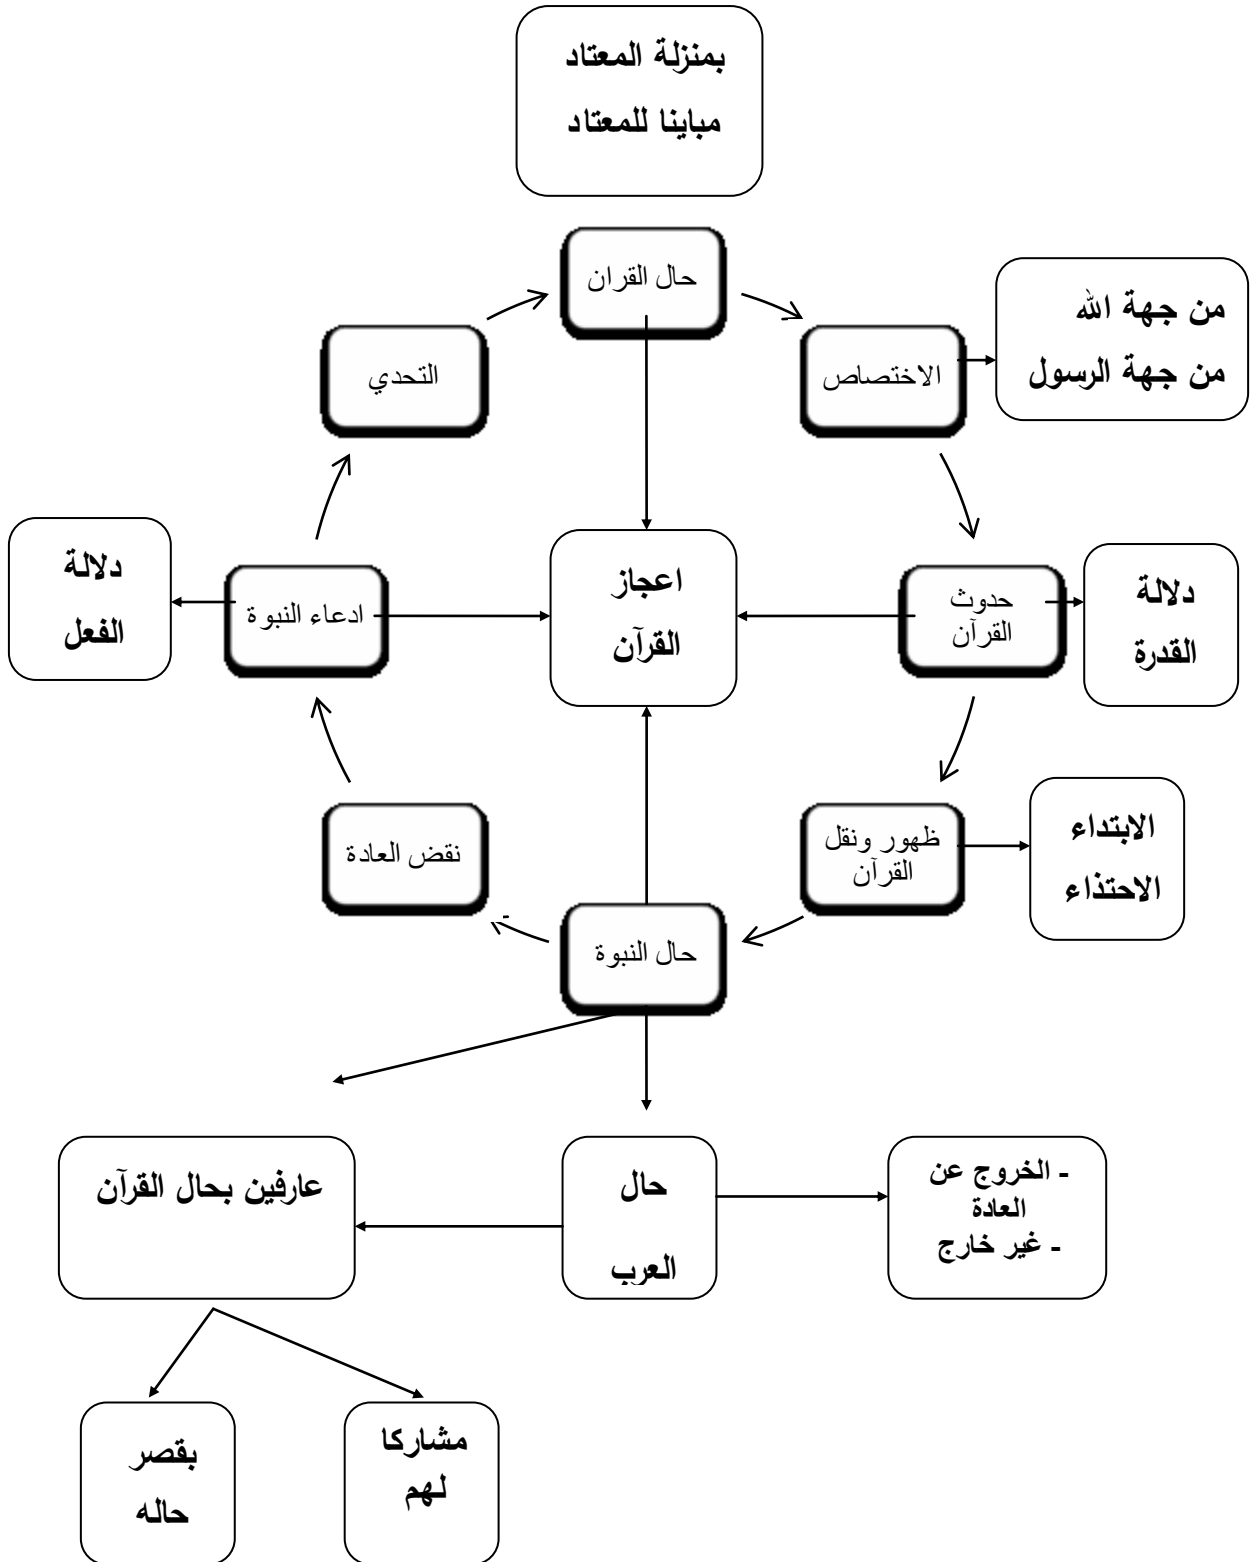 بمنزلة المعتاد
مباينا للمعتاد
حال القران
من جهة الله
من جهة الرسول
الاختصاص
التحدي
دلالة
الفعل
ادعاء النبوة
اعجاز
القرآن
حدوث
القرآن
دلالة
القدرة
الابتداء
الاحتذاء
ظهور ونقل
القرآن
نقض العادة
حال النبوة
- الخروج عن
العادة
- غير خارج
حال
العرب
عارفين بحال القرآن
مشاركا
لهم
بقصر
حاله